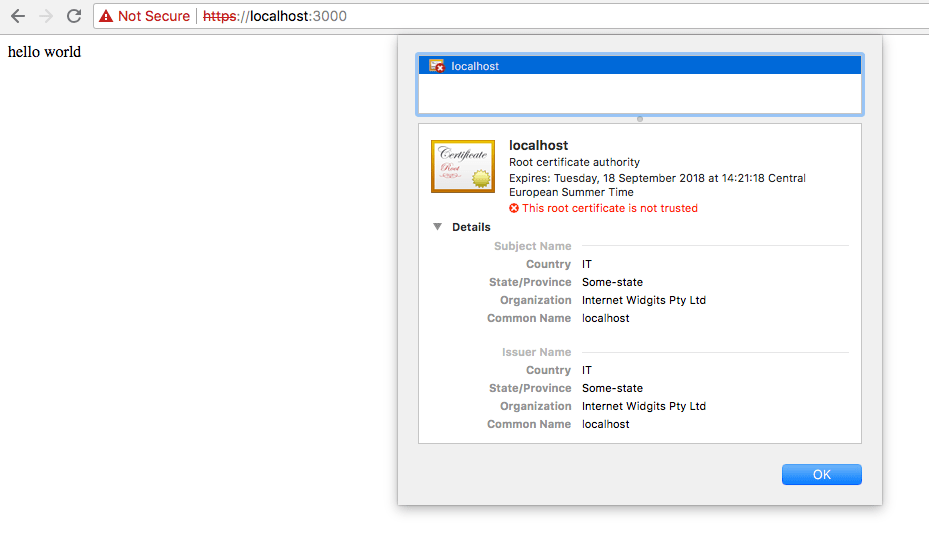 Not Secure | https://localhost:3000
hello world
localhost
Certificate
Root
localhost
Root certificate authority
Expires: Tuesday, 18 September 2018 at 14:21:18 Central
European Summer Time
This root certificate is not trusted
Details
Subject Name
Country IT
State/Province Some-state
Organization Internet Widgits Pty Ltd
Common Name localhost
Issuer Name
Country IT
State/Province Some-state
Organization Internet Widgits Pty Ltd
Common Name localhost
OK